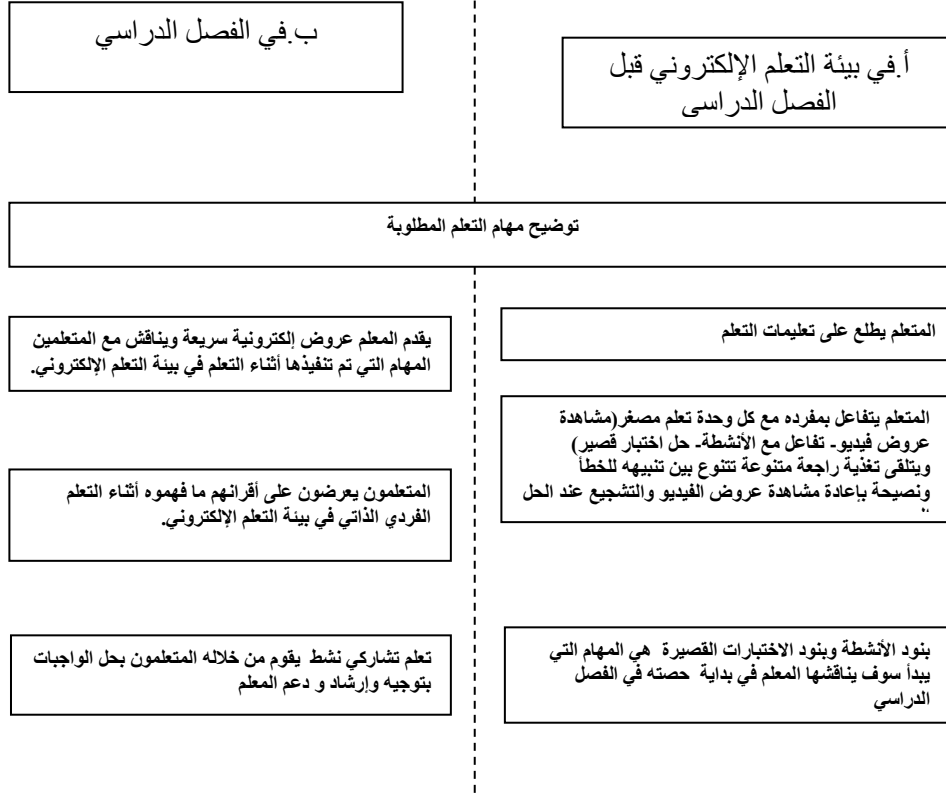 أ.في بيئة التعلم الإلكتروني قبل
الفصل الدراسى
ب.في الفصل الدراسي
توضيح مهام التعلم المطلوبة
المتعلم يطلع على تعليمات التعلم
المتعلم يتفاعل بمفرده مع كل وحدة تعلم مصغر(مشاهدة
عروض فيديو- تفاعل مع الأنشطة- حل اختبار قصير)
ويتلقى تغذية راجعة متنوعة تتنوع بين تنبيهه للخطأ
ونصيحة بإعادة مشاهدة عروض الفيديو والتشجيع عند الحل
بنود الأنشطة وبنود الاختبارات القصيرة هي المهام التي
يبدأ سوف يناقشها المعلم في بداية حصته في الفصل
الدراسي
يقدم المعلم عروض إلكترونية سريعة ويناقش مع المتعلمين
المهام التي تم تنفيذها أثناء التعلم في بيئة التعلم الإلكتروني.
المتعلمون يعرضون على أقرانهم ما فهموه أثناء التعلم
الفردي الذاتي في بيئة التعلم الإلكتروني.
تعلم تشاركي نشط يقوم من خلاله المتعلمون بحل الواجبات
بتوجيه وإرشاد و دعم المعلم